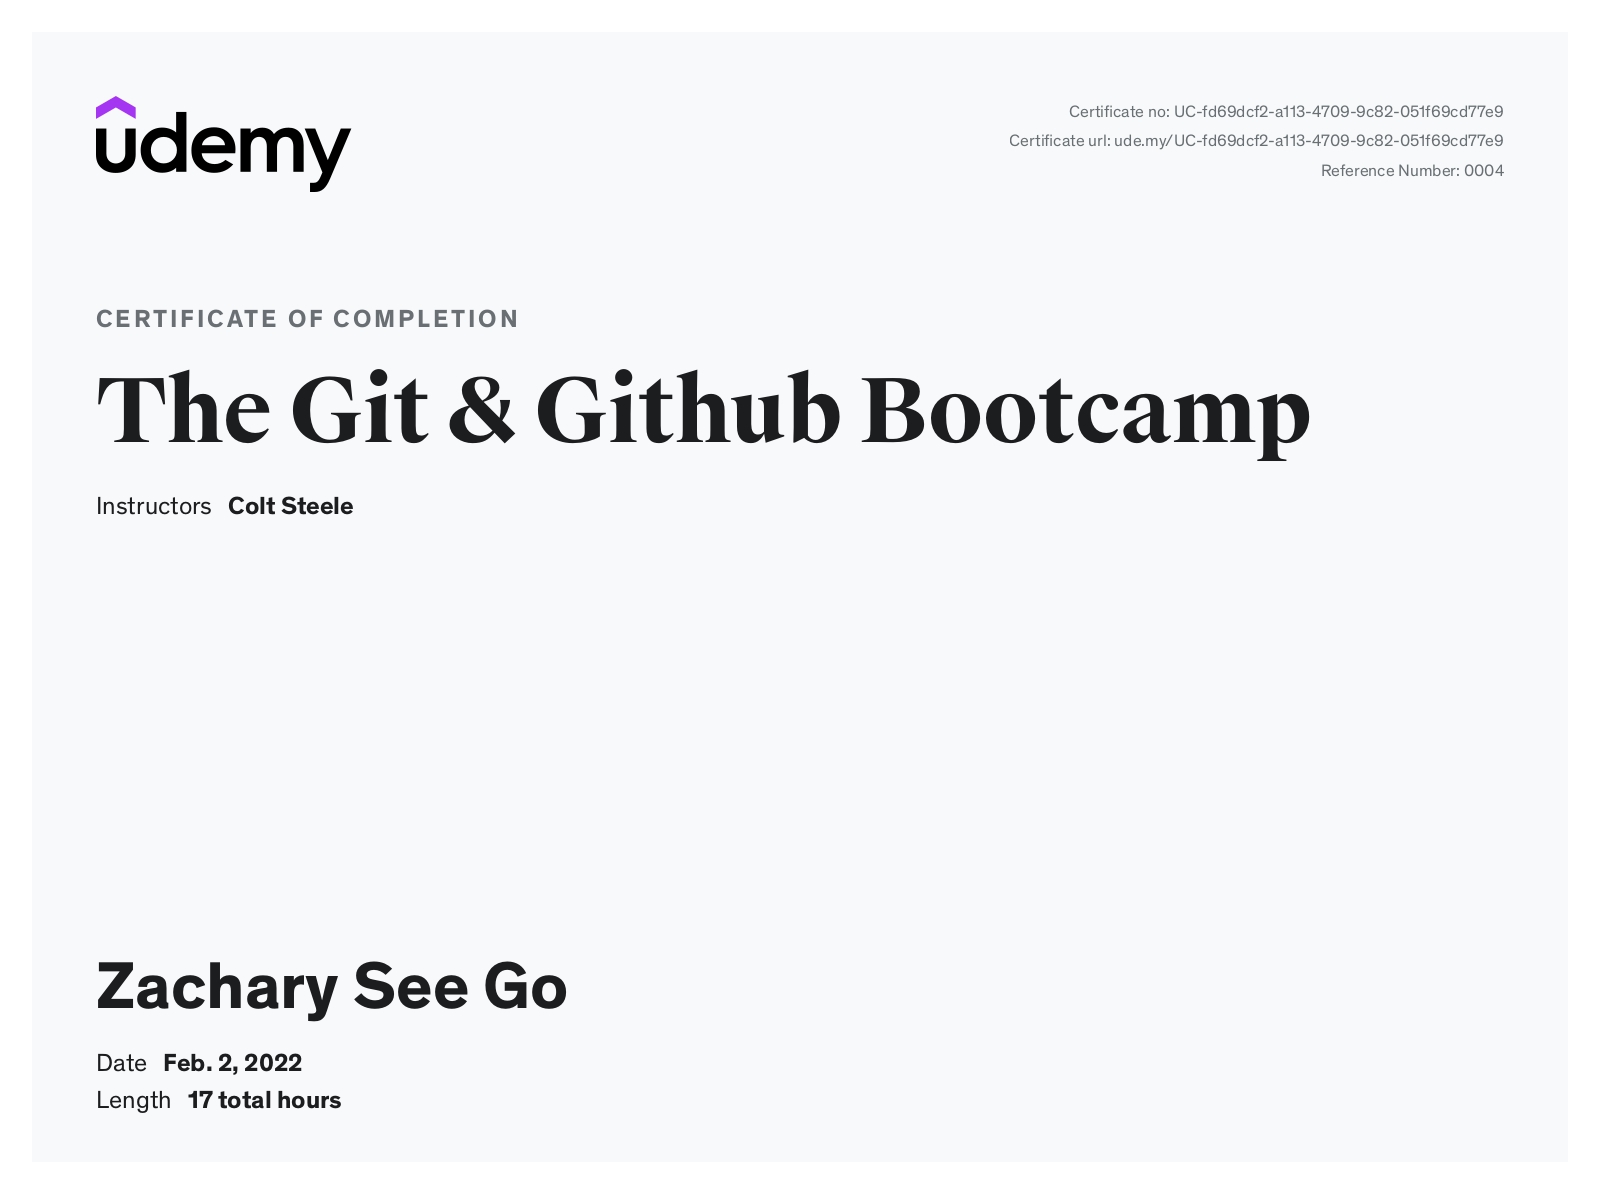 udemy
Certificate no: UC-fd69dcf2-a113-4709-9c82-051f69cd77e9
Certificate url: ude.my/UC-fd69dcf2-a113-4709-9c82-051f69cd77e9
Reference Number: 0004
CERTIFICATE OF COMPLETION
The Git & Github Bootcamp
Instructors Colt Steele
Zachary See Go
Date Feb. 2, 2022
Length 17 total hours